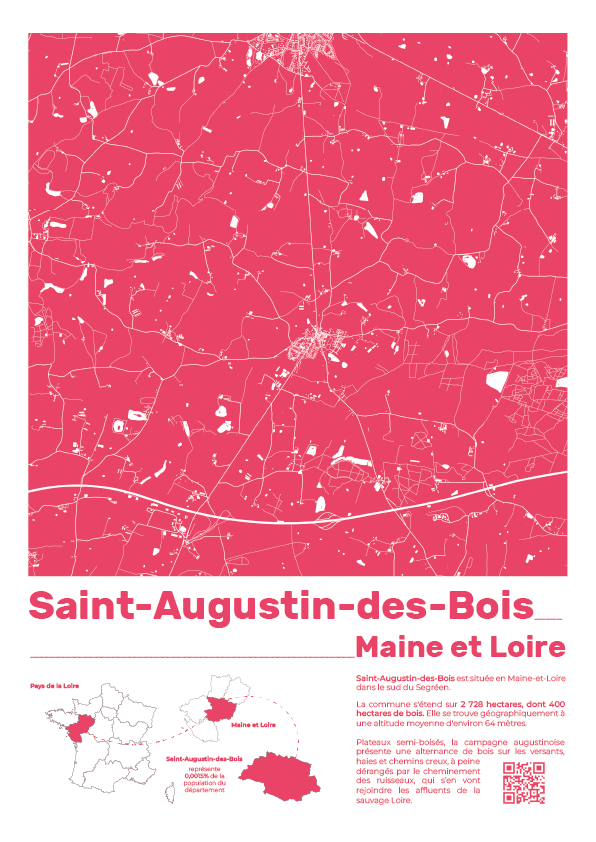 Saint-Augustin-des-Bois
Maine et Loire
Pays de la Loire
Maine et Loire
Saint-Augustin-des-Bois
représente
0,0015% de la
population du
département
Saint-Augustin-des-Bois est située en Maine-et-Loire
dans le sud du Segréen.
La commune s'étend sur 2 728 hectares, dont 400
hectares de bois. Elle se trouve géographiquement à
une altitude moyenne d'environ 64 mètres.
Plateaux semi-boisés, la campagne augustinoise
présente une alternance de bois sur les versants,
haies et chemins creux, à peine
dérangés par le cheminement
des ruisseaux, qui s'en vont
rejoindre les affluents de la
sauvage Loire.